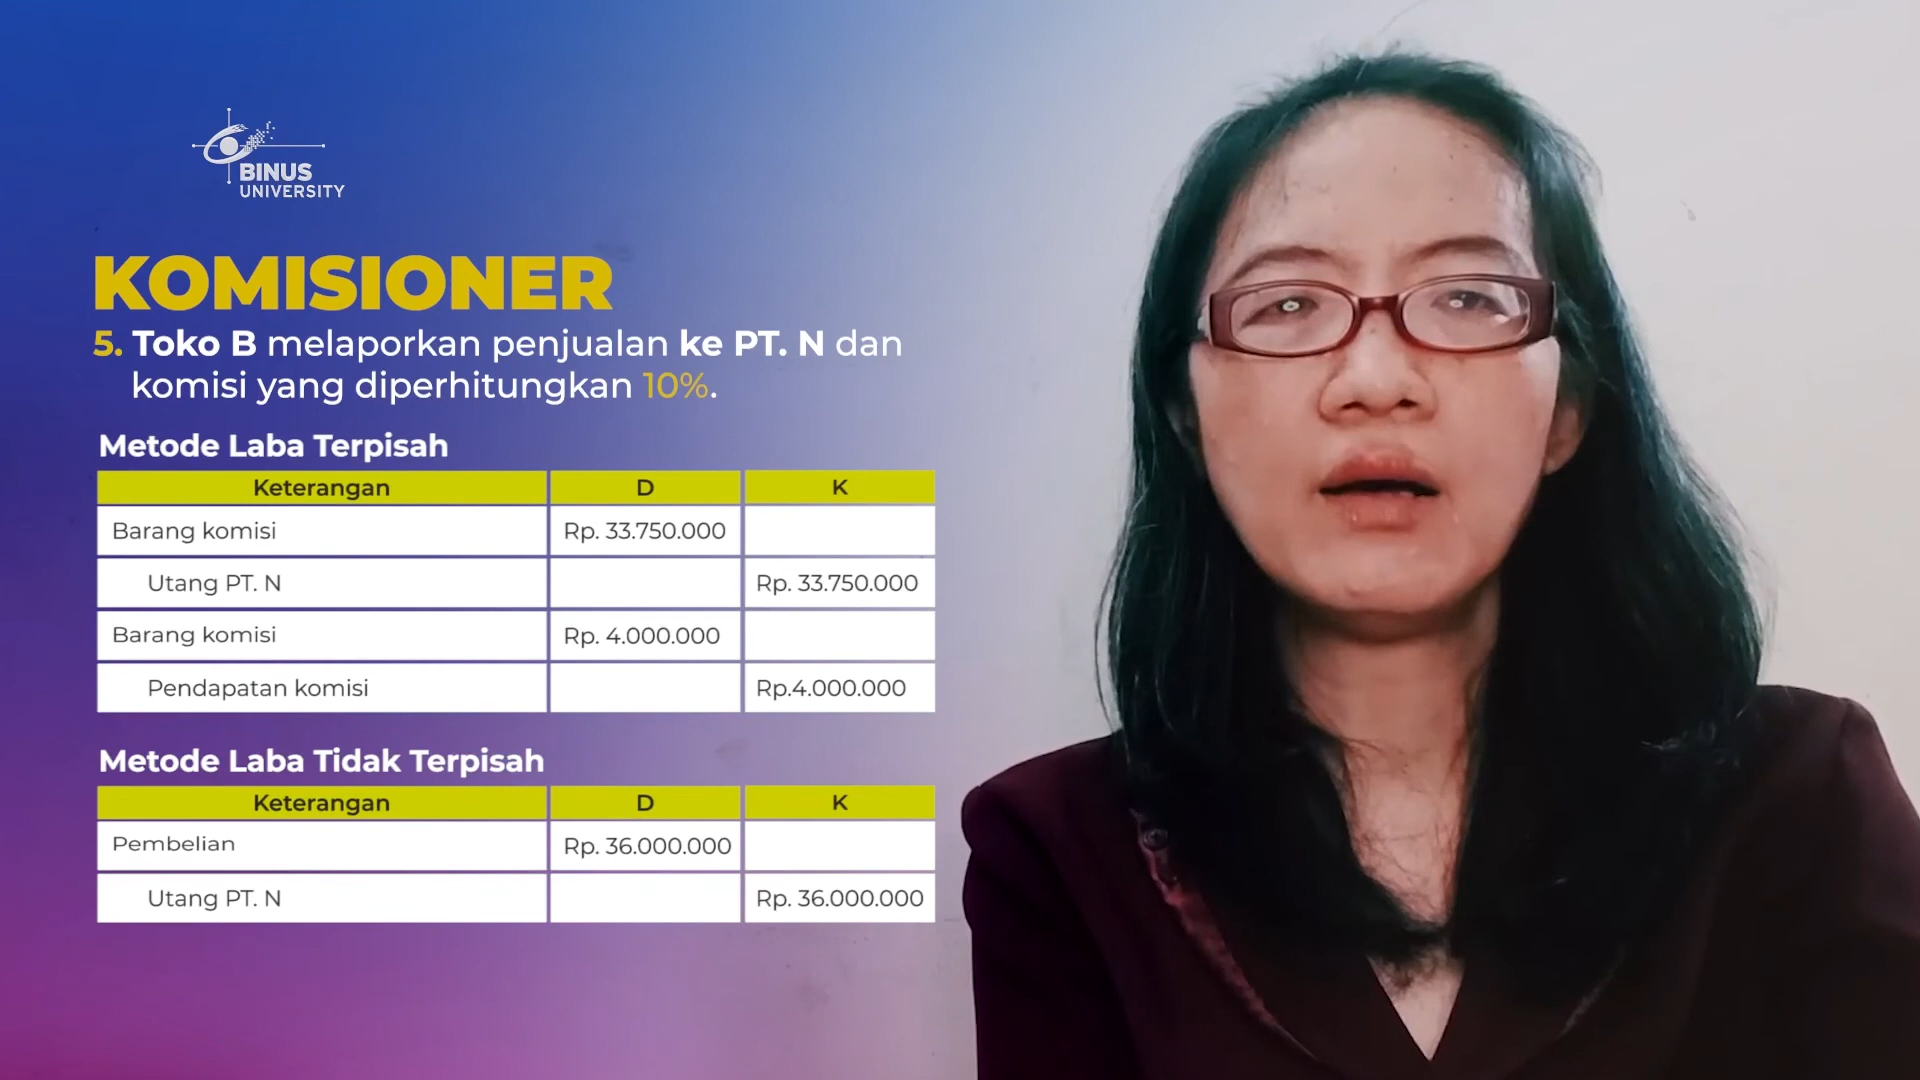 BINUS
UNIVERSITY
KOMISIONER
5. Toko B melaporkan penjualan ke PT. N dan
komisi yang diperhitungkan 10%.
Metode Laba Terpisah
Keterangan D K
Barang komisi Rp. 33.750.000
Utang PT. N Rp. 33.750.000
Barang komisi Rp. 4.000.000
Pendapatan komisi Rp.4.000.000
Metode Laba Tidak Terpisah
Keterangan D K
Pembelian Rp. 36.000.000
Utang PT. N Rp. 36.000.000